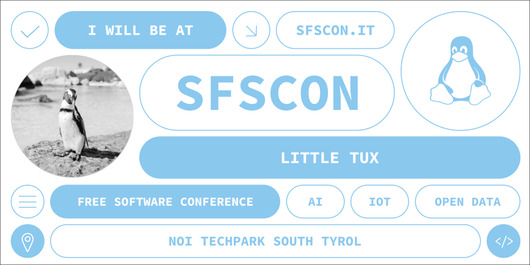 I WILL BE AT
SFSCON.IT
SFSCON
LITTLE TUX
FREE SOFTWARE CONFERENCE
AI
IOT
OPEN DATA
NOI TECHPARK SOUTH TYROL
</>